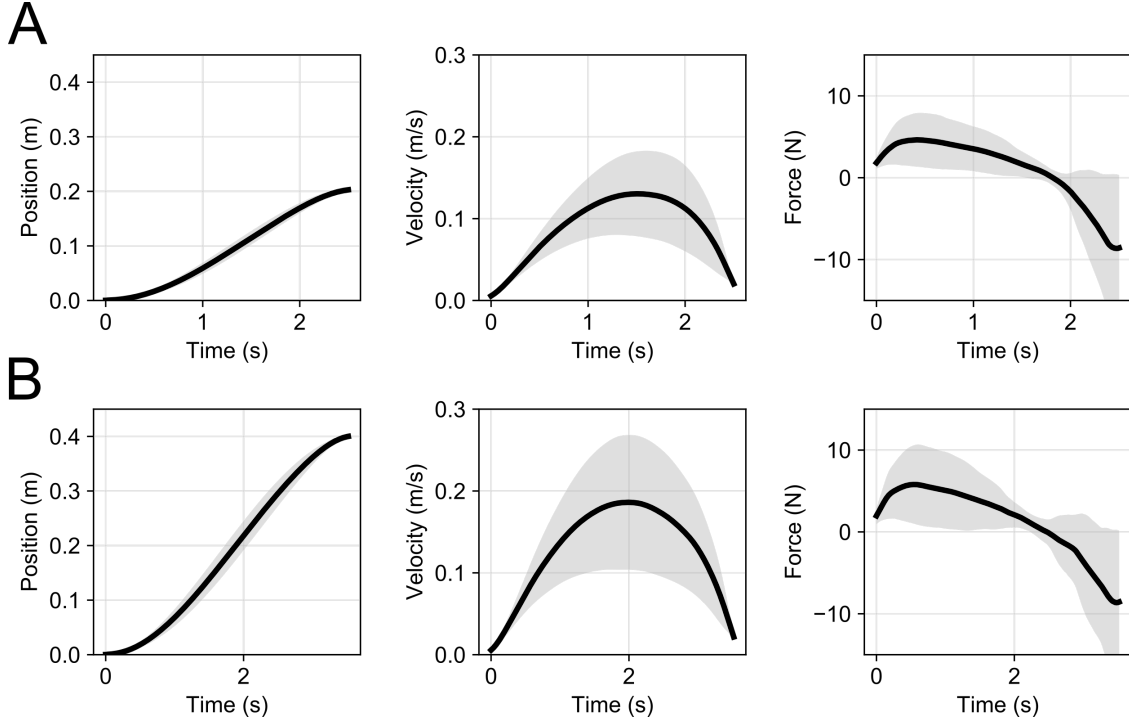 A
Position (m)
0.4
0.3
0.2
0.1
0.0
0 1 2
Time (s)
Velocity (m/s)
0.3
0.2
0.1
0.0
0 1 2
Time (s)
Force (N)
10
0
−10
0 1 2
Time (s)
B
Position (m)
0.4
0.3
0.2
0.1
0.0
0 2
Time (s)
Velocity (m/s)
0.3
0.2
0.1
0.0
0 2
Time (s)
Force (N)
10
0
−10
0 2
Time (s)